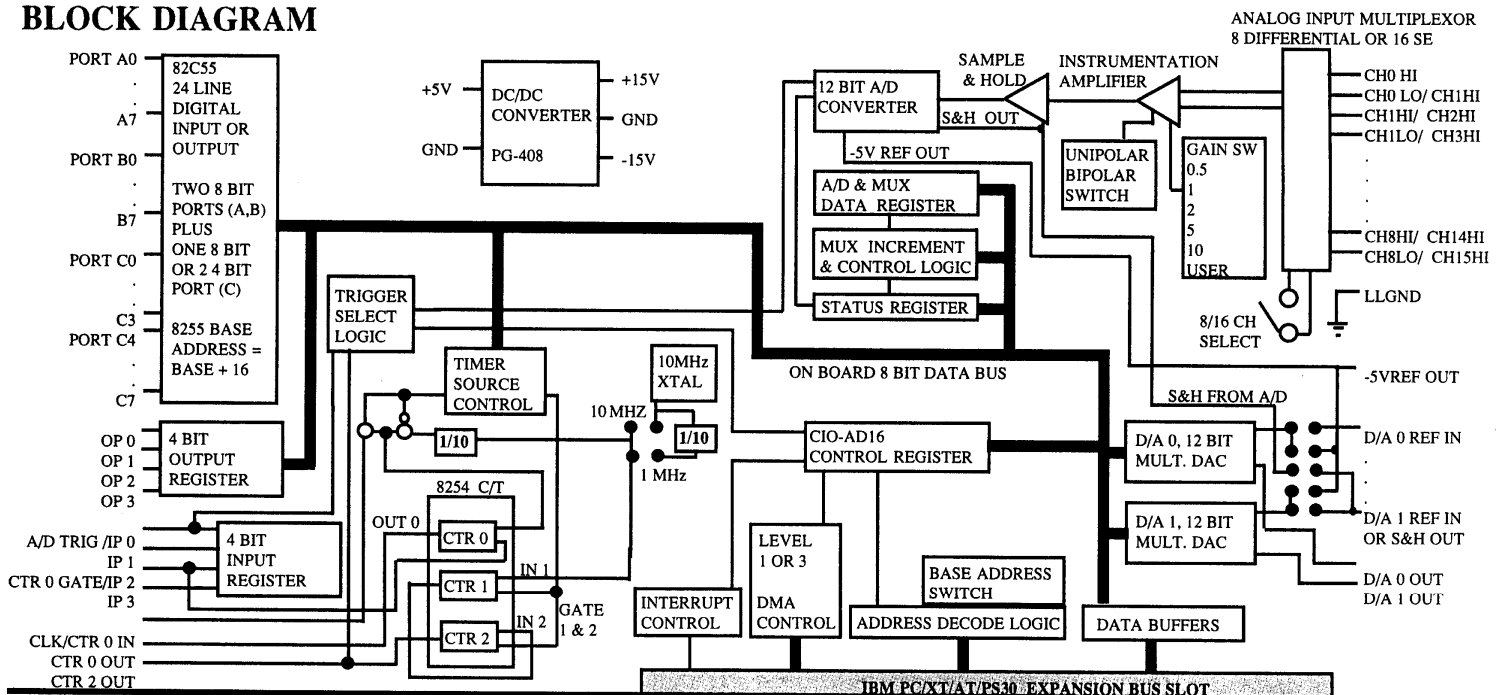 BLOCK DIAGRAM
PORT A0
A7
PORT B0
B7
PORT C0
C3
PORT C4
C7
82C55
24 LINE
DIGITAL
INPUT OR
OUTPUT
TWO 8 BIT
PORTS (A,B)
PLUS
ONE 8 BIT
OR 2 4 BIT
PORT (C)
8255 BASE
ADDRESS =
BASE + 16
+5V
GND
DC/DC
CONVERTER
PG-408
+15V
GND
-15V
12 BIT A/D
CONVERTER
SAMPLE
& HOLD
INSTRUMENTATION
AMPLIFIER
S&H OUT
-5V REF OUT
ANALOG INPUT MULTIPLEXOR
8 DIFFERENTIAL OR 16 SE
CH0 HI
CH0 LO/ CH1HI
CH1HI/ CH2HI
CH1LO/ CH3HI
CH8HI/ CH14HI
CH8LO/ CH15HI
LLGND
UNIPOLAR
BIPOLAR
SWITCH
GAIN SW
0.5
1
2
5
10
USER
8/16 CH
SELECT
A/D & MUX
DATA REGISTER
MUX INCREMENT
& CONTROL LOGIC
STATUS REGISTER
TRIGGER
SELECT
LOGIC
TIMER
SOURCE
CONTROL
10MHz
XTAL
10 MHZ
1/10
1 MHz
1/10
ON BOARD 8 BIT DATA BUS
-5VREF OUT
S&H FROM A/D
OP 0
OP 1
OP 2
OP 3
4 BIT
OUTPUT
REGISTER
CIO-AD16
CONTROL REGISTER
D/A 0, 12 BIT
MULT. DAC
D/A 0 REF IN
D/A 1, 12 BIT
MULT. DAC
D/A 1 REF IN
OR S&H OUT
D/A 0 OUT
D/A 1 OUT
A/D TRIG /IP 0
IP 1
CTR 0 GATE/IP 2
IP 3
4 BIT
INPUT
REGISTER
8254 C/T
OUT 0
CTR 0
CTR 1
CTR 2
IN 1
IN 2
GATE
1 & 2
CLK/CTR 0 IN
CTR 0 OUT
CTR 2 OUT
INTERRUPT
CONTROL
LEVEL
1 OR 3
DMA
CONTROL
BASE ADDRESS
SWITCH
ADDRESS DECODE LOGIC
DATA BUFFERS
IBM PC/XT/AT/PS30 EXPANSION BUS SLOT